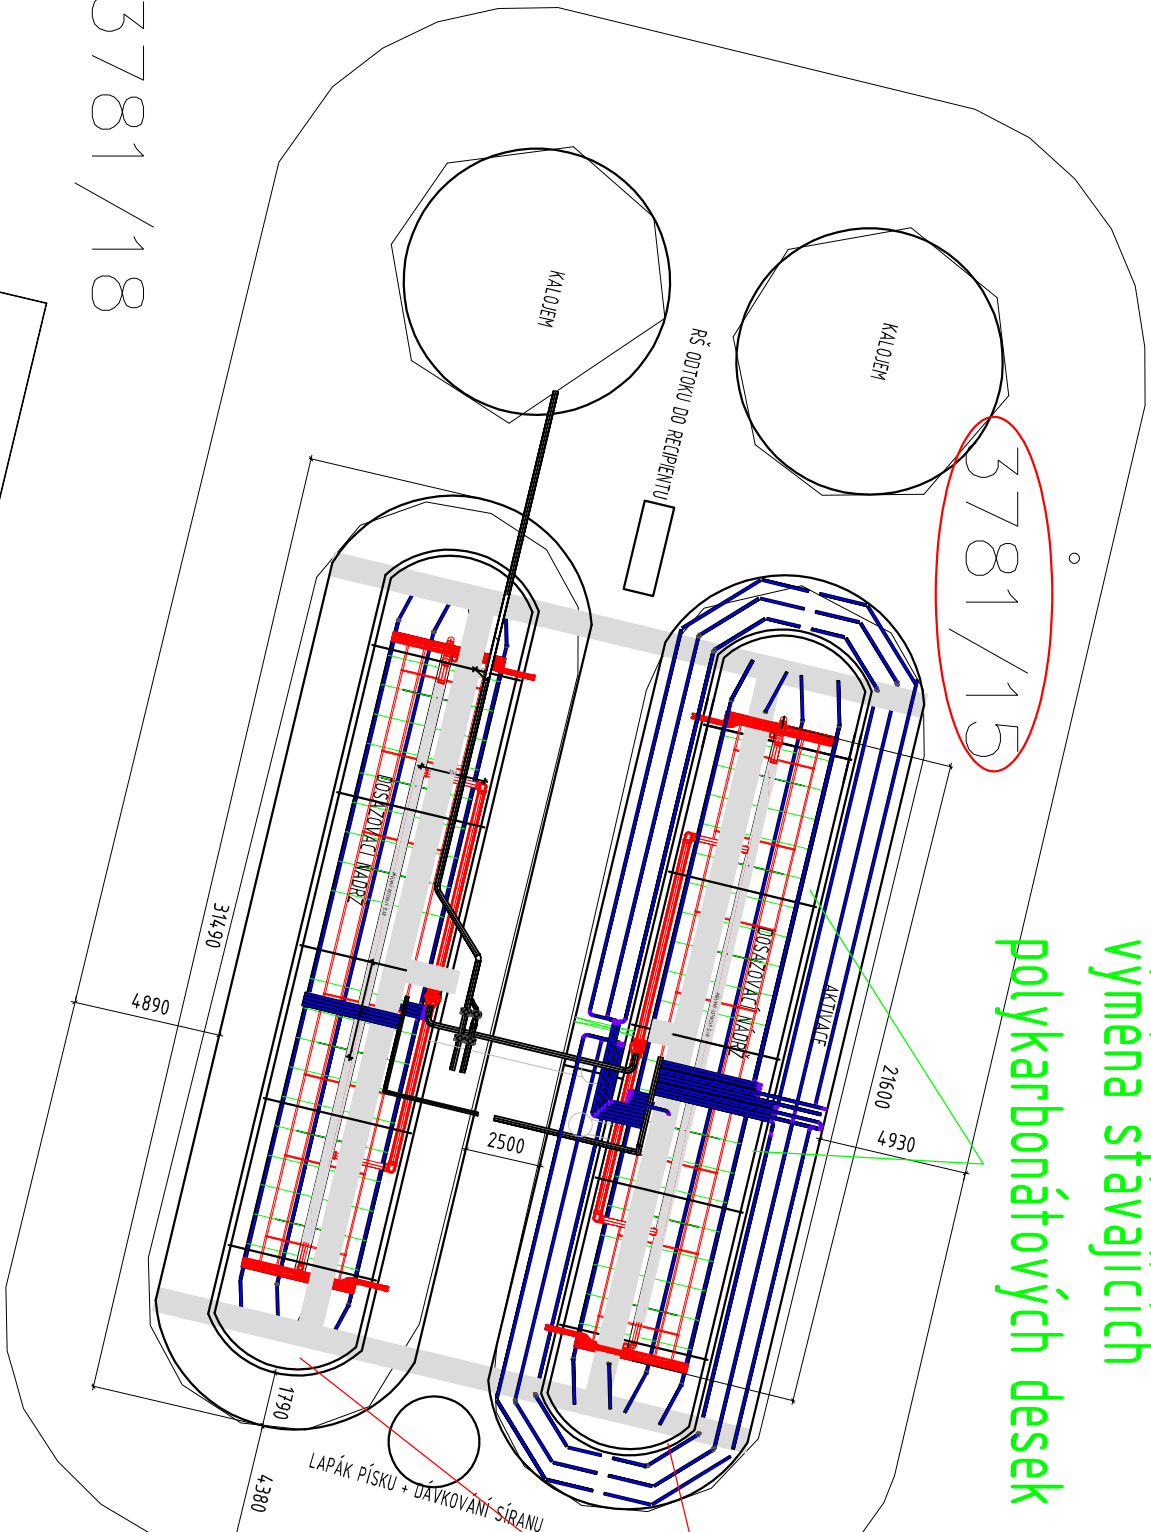 3781/18
KALOJEM
KALOJEM
RŠ ODTOKU DO RECIPIENTU
3781/15
výměna stávajících
polykarbonátových desek
DOSAZOVACÍ NÁDRŽ
DOSAZOVACÍ NÁDRŽ
AKTIVACE
31490
4890
21600
4930
2500
1790
4380
LAPÁK PÍSKU + DÁVKOVÁNÍ SÍRANU